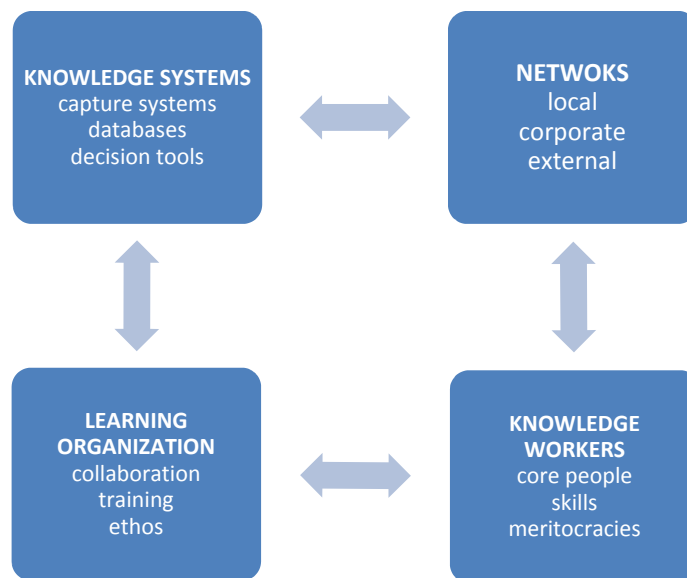 KNOWLEDGE SYSTEMS
capture systems
databases
decision tools
NETWOKS
local
corporate
external
LEARNING
ORGANIZATION
collaboration
training
ethos
KNOWLEDGE
WORKERS
core people
skills
meritocracies